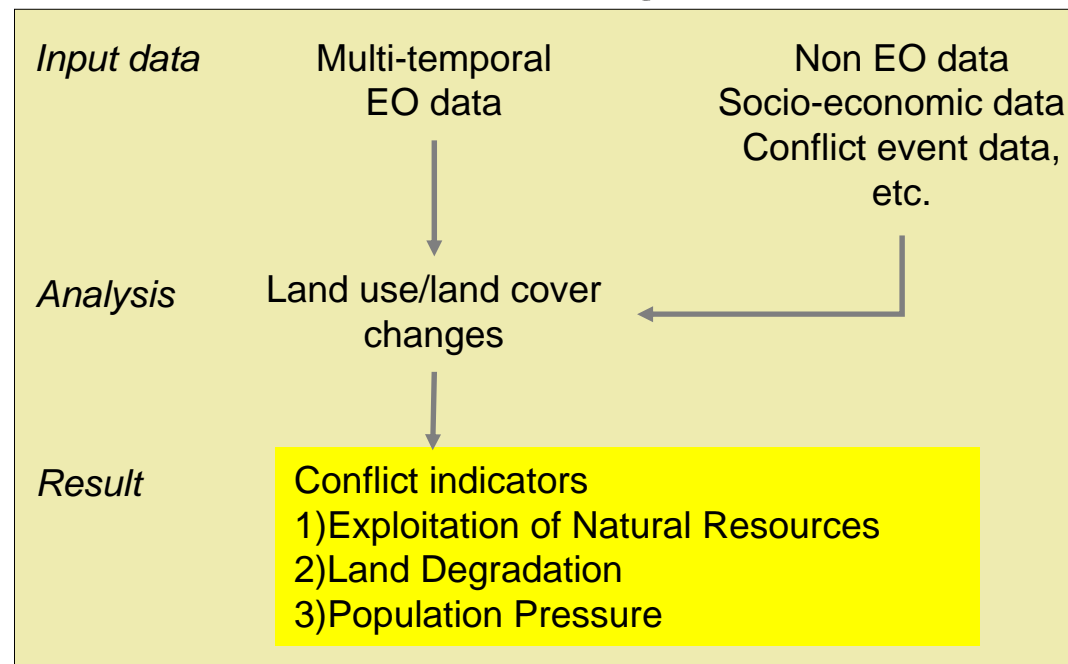 Input data
Multi-temporal
EO data
Non EO data
Socio-economic data
Conflict event data,
etc.
Analysis
Land use/land cover
changes
Result
Conflict indicators
1)Exploitation of Natural Resources
2)Land Degradation
3)Population Pressure